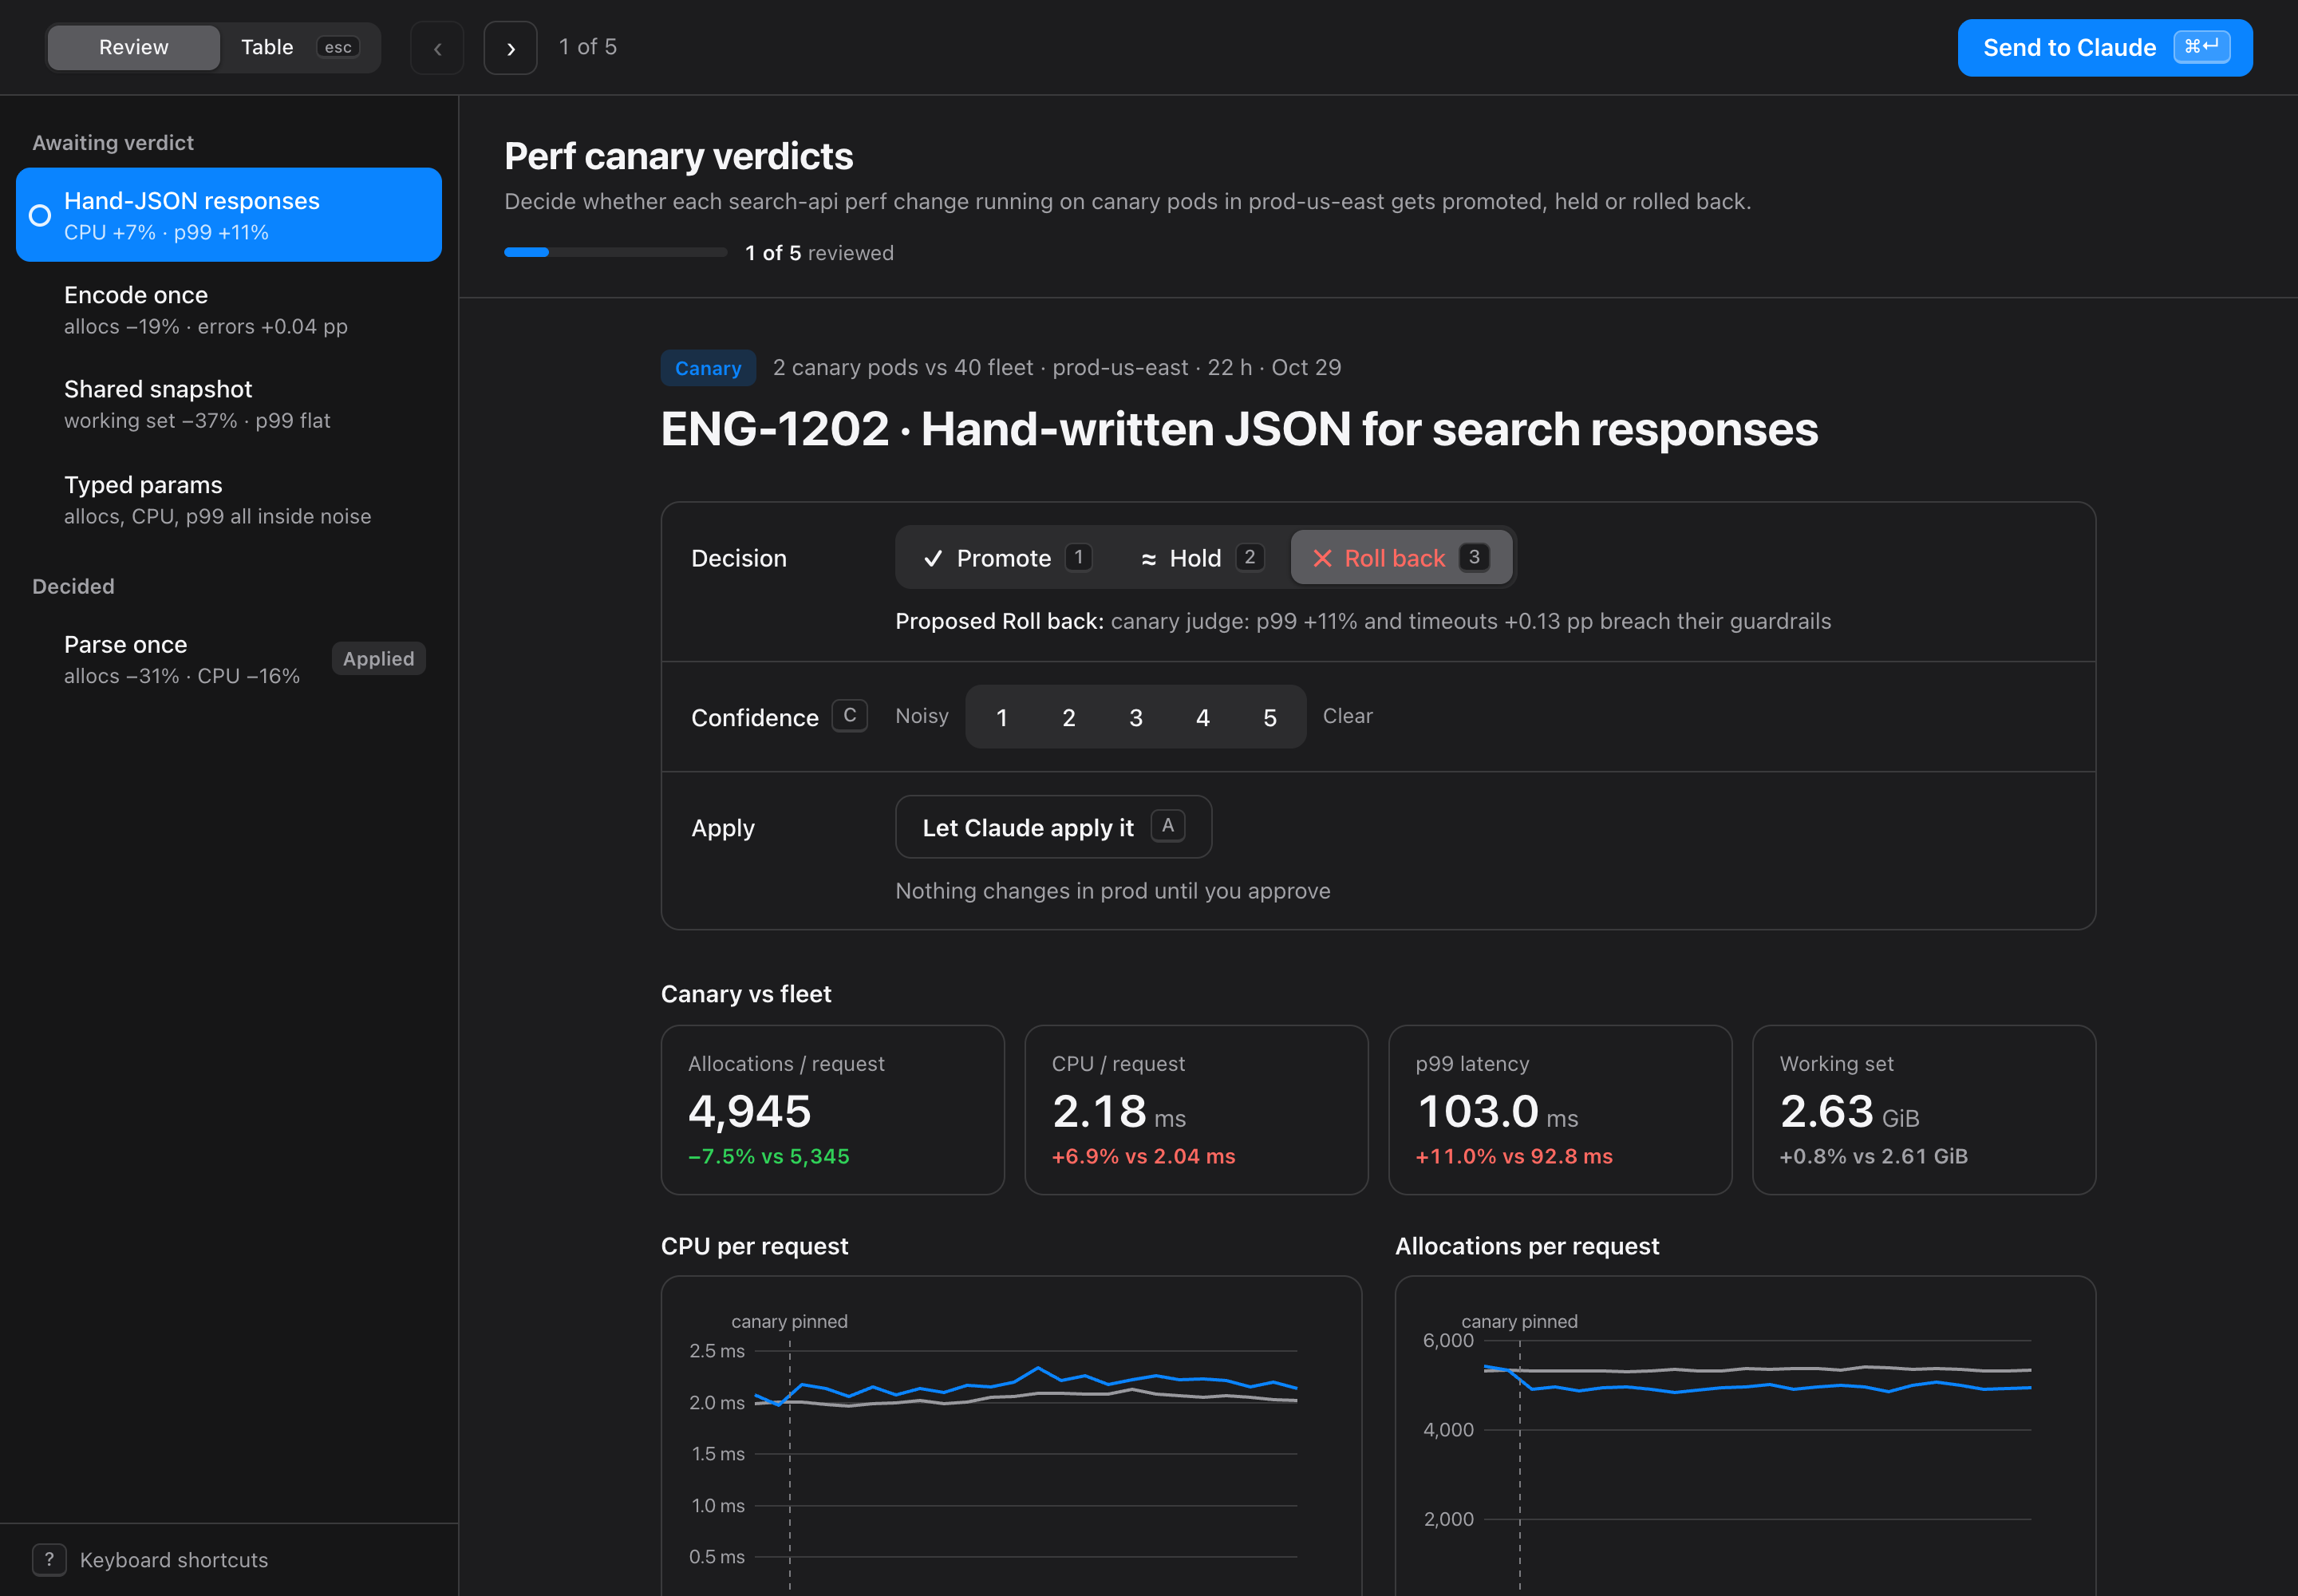 Review
Table esc
‹
›
1 of 5
Send to Claude ⌘↵
Awaiting verdict
Hand-JSON responses
CPU +7% · p99 +11%
Encode once
allocs −19% · errors +0.04 pp
Shared snapshot
working set −37% · p99 flat
Typed params
allocs, CPU, p99 all inside noise
Decided
Parse once
allocs −31% · CPU −16%
Applied
? Keyboard shortcuts
Perf canary verdicts
Decide whether each search-api perf change running on canary pods in prod-us-east gets promoted, held or rolled back.
1 of 5 reviewed
Canary 2 canary pods vs 40 fleet · prod-us-east · 22 h · Oct 29
ENG-1202 · Hand-written JSON for search responses
Decision
✓ Promote 1
≈ Hold 2
✕ Roll back 3
Proposed Roll back: canary judge: p99 +11% and timeouts +0.13 pp breach their guardrails
Confidence C
Noisy 1 2 3 4 5 Clear
Apply
Let Claude apply it A
Nothing changes in prod until you approve
Canary vs fleet
Allocations / request
4,945
−7.5% vs 5,345
CPU / request
2.18 ms
+6.9% vs 2.04 ms
p99 latency
103.0 ms
+11.0% vs 92.8 ms
Working set
2.63 GiB
+0.8% vs 2.61 GiB
CPU per request
canary pinned
2.5 ms
2.0 ms
1.5 ms
1.0 ms
0.5 ms
Allocations per request
canary pinned
6,000
4,000
2,000